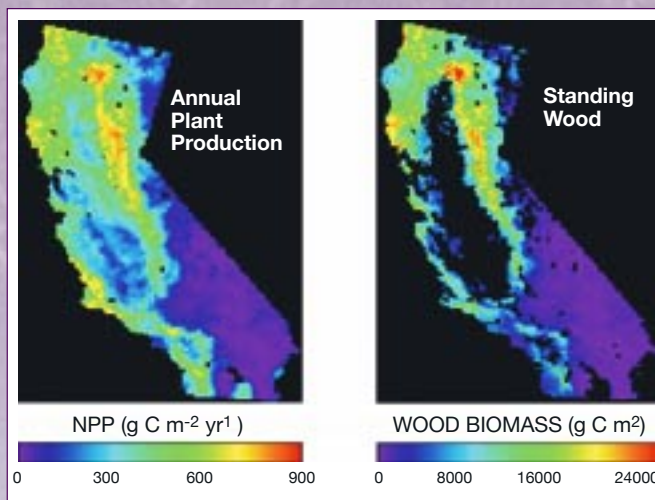 Annual
Plant
Production
Standing
Wood
NPP (g C m-2 yr1 )
WOOD BIOMASS (g C m2)
0 300 600 900
0 8000 16000 24000